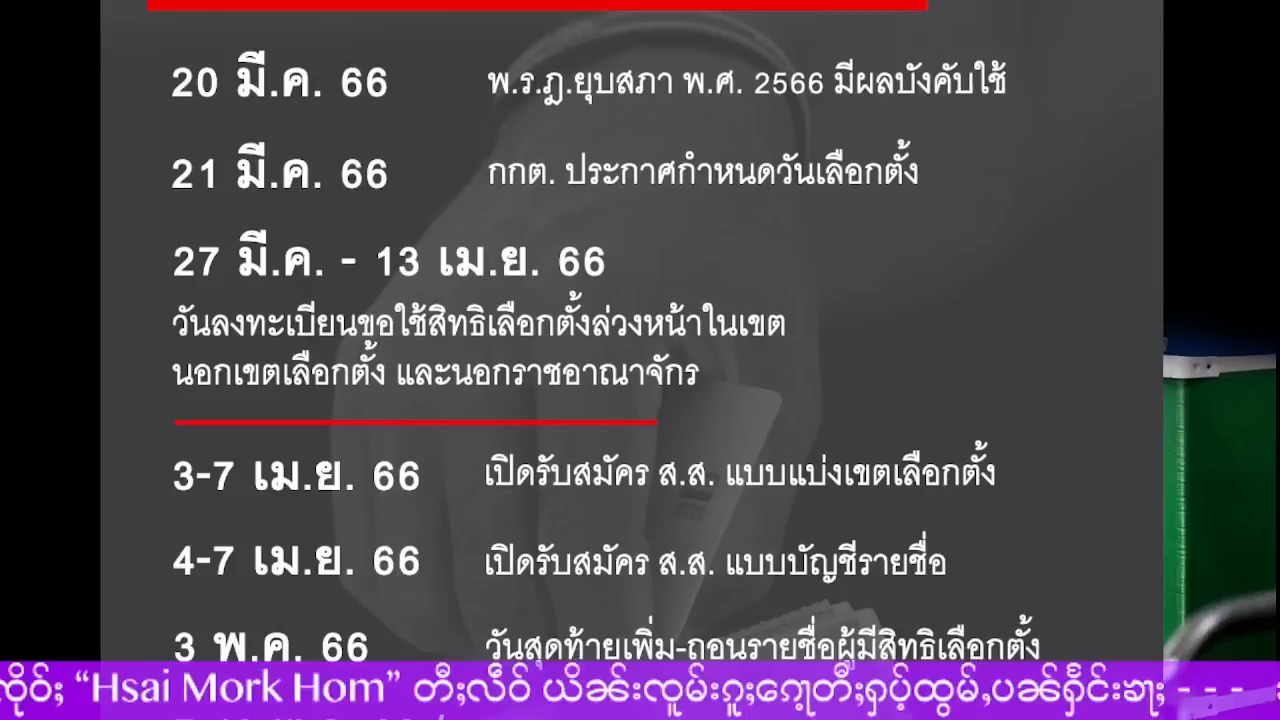 20 มี.ค. 66 พ.ร.ฎ.ยุบสภา พ.ศ. 2566 มีผลบังคับใช้
21 มี.ค. 66 กกต. ประกาศกำหนดวันเลือกตั้ง
27 มี.ค. - 13 เม.ย. 66
วันลงทะเบียนขอใช้สิทธิเลือกตั้งล่วงหน้าในเขต
นอกเขตเลือกตั้ง และนอกราชอาณาจักร
3-7 เม.ย. 66 เปิดรับสมัคร ส.ส. แบบแบ่งเขตเลือกตั้ง
4-7 เม.ย. 66 เปิดรับสมัคร ส.ส. แบบบัญชีรายชื่อ
3 พ.ค. 66 วันสุดท้ายเพิ่ม-ถอนรายชื่อผู้มีสิทธิเลือกตั้ง
“Hsai Mork Hom” တီႈလဵဝ် ယိၼ်းၸူမ်း - - -